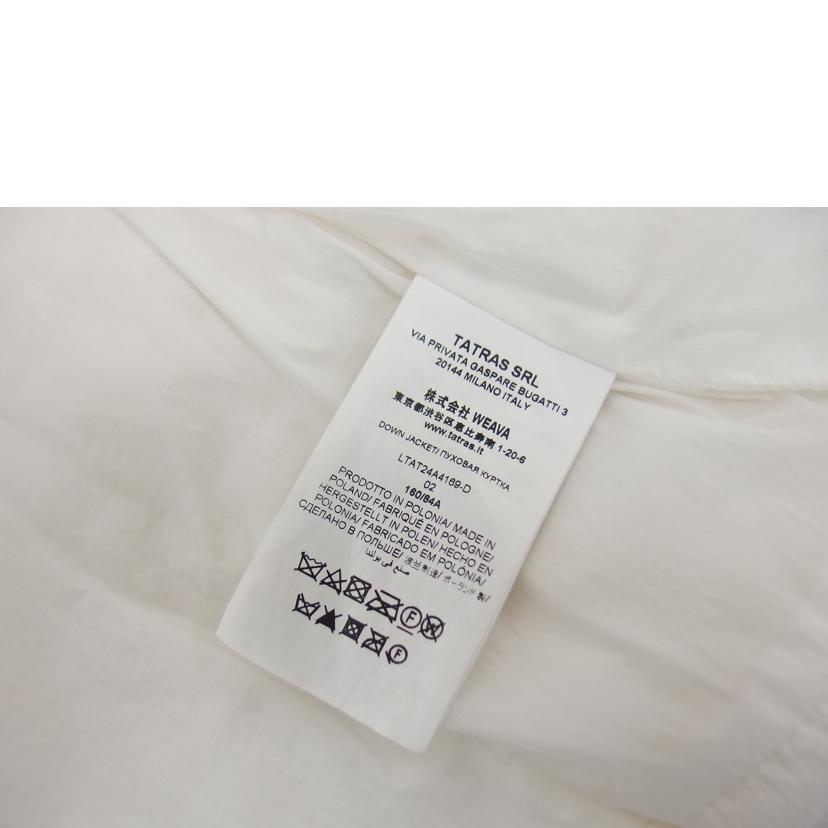 TATRAS SRL
VIA PRIVATA GASPARE BUGATTI 3
20144 MILANO ITALY
株式会社 WEAVA
東京都渋谷区恵比寿南 1-20-6
www.tatras.it
DOWN JACKET/ ПУХОВАЯ КУРТКА
LTAT24A4169-D
02
160/84A
PRODOTTO IN POLONIA/ MADE IN
POLAND/ FABRIQUÉ EN POLOGNE/
HERGESTELLT IN POLEN/ HECHO EN
POLONIA/ FABRICADO EM POLÓNIA/
СДЕЛАНО В ПОЛЬШЕ/ 波兰制造/ ポーランド製/
صنع في بولندا
F
F